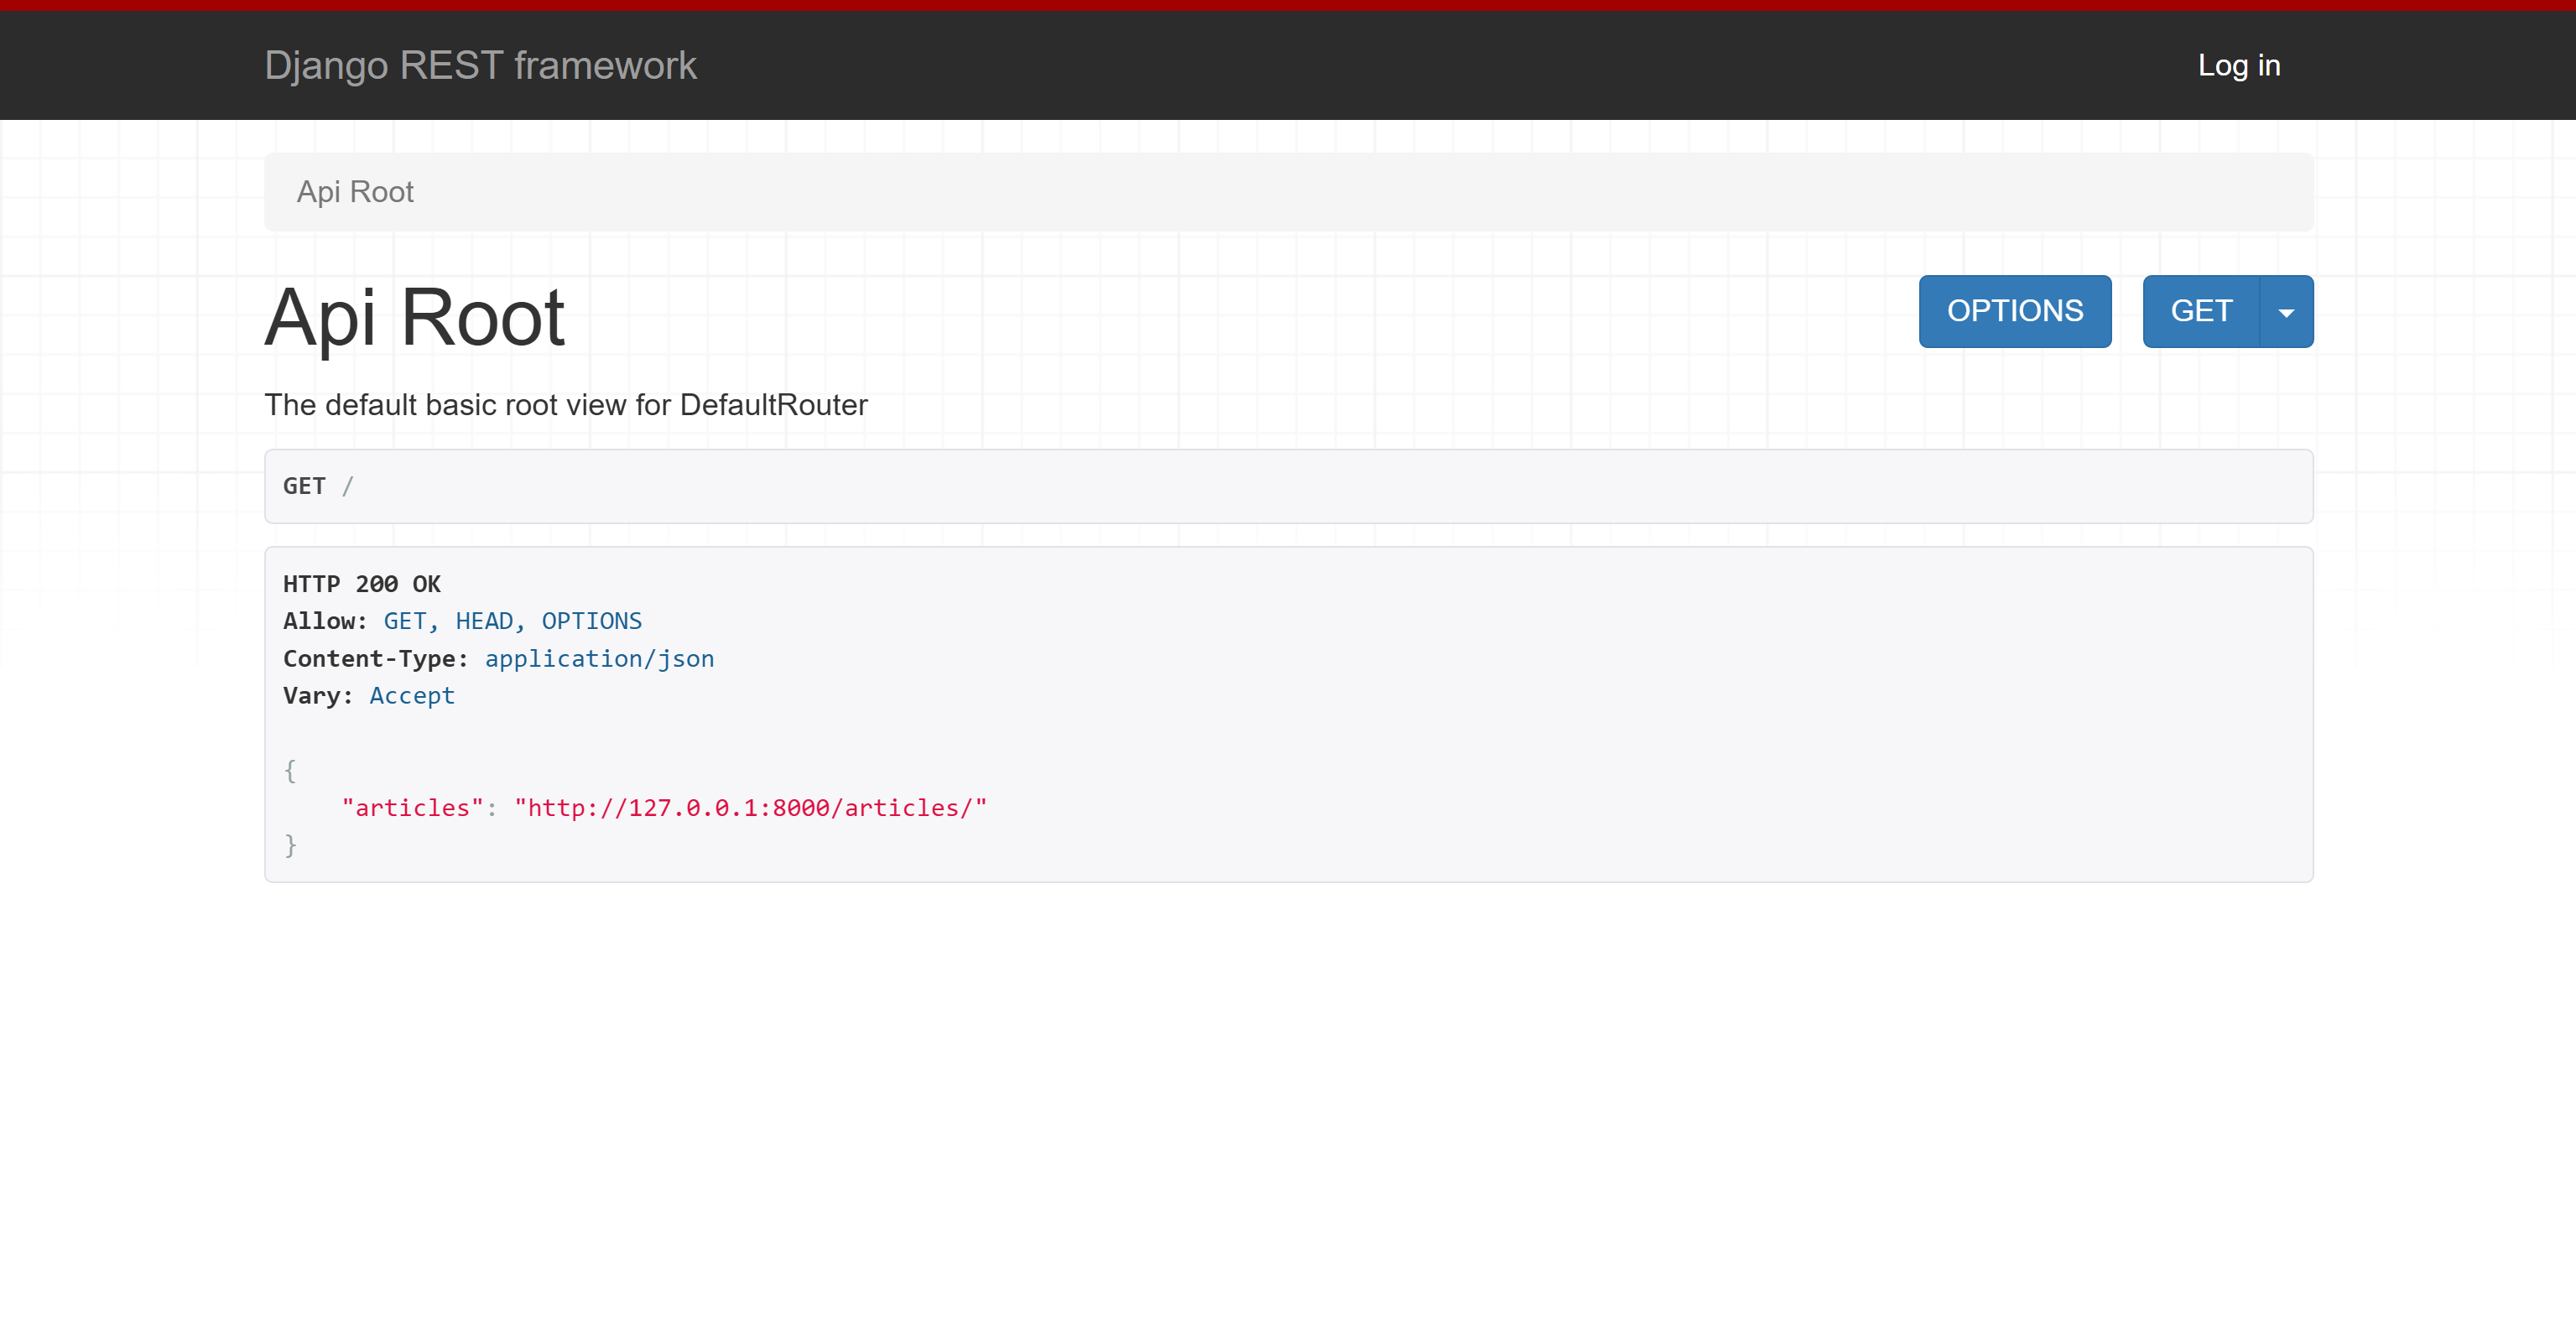 Django REST framework
Log in
Api Root
Api Root
OPTIONS
GET
The default basic root view for DefaultRouter
GET /
HTTP 200 OK
Allow: GET, HEAD, OPTIONS
Content-Type: application/json
Vary: Accept
{
    "articles": "http://127.0.0.1:8000/articles/"
}